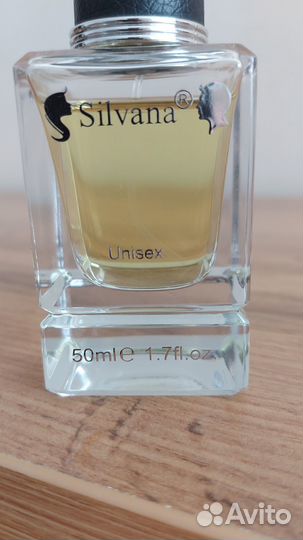 Silvana®
Unisex
50ml℮ 1.7fl.oz.
Avito